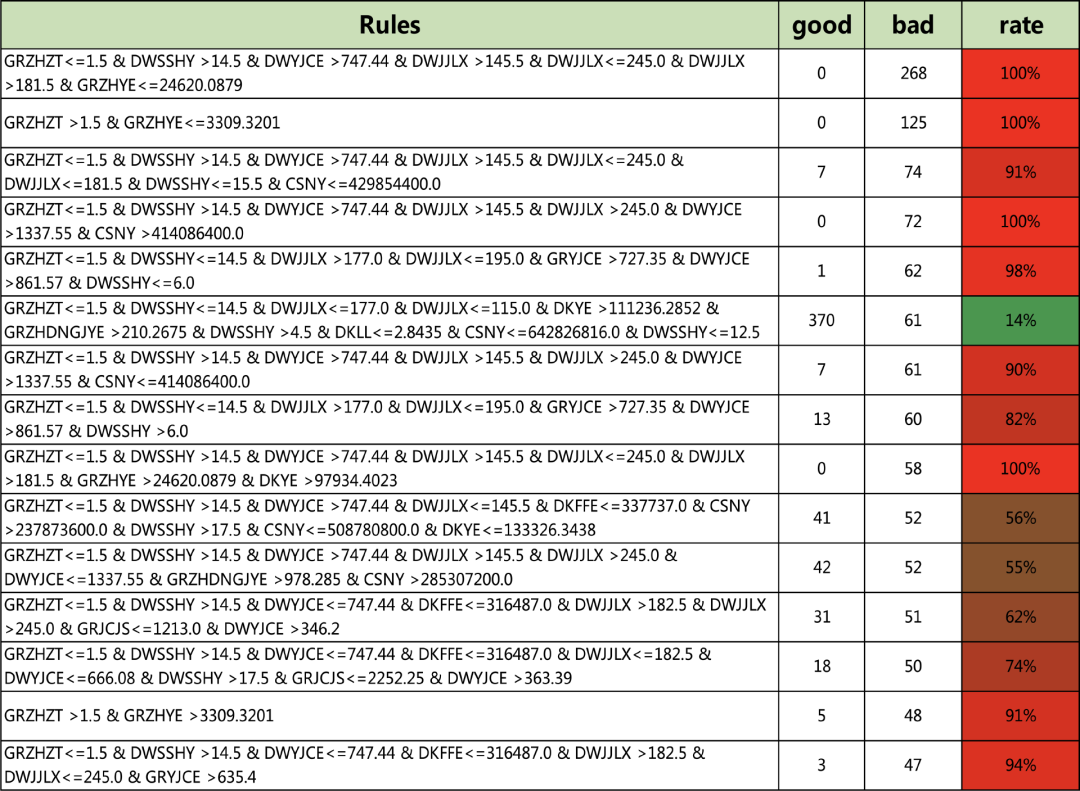 Rules good bad rate
GRZHZT<=1.5 & DWSSHY >14.5 & DWYJCE >747.44 & DWJJLX >145.5 & DWJJLX<=245.0 & DWJJLX
>181.5 & GRZHYE<=24620.0879
0 268 100%
GRZHZT >1.5 & GRZHYE<=3309.3201
0 125 100%
GRZHZT<=1.5 & DWSSHY >14.5 & DWYJCE >747.44 & DWJJLX >145.5 & DWJJLX<=245.0 &
DWJJLX<=181.5 & DWSSHY<=15.5 & CSNY<=429854400.0
7 74 91%
GRZHZT<=1.5 & DWSSHY >14.5 & DWYJCE >747.44 & DWJJLX >145.5 & DWJJLX >245.0 & DWYJCE
>1337.55 & CSNY >414086400.0
0 72 100%
GRZHZT<=1.5 & DWSSHY<=14.5 & DWJJLX >177.0 & DWJJLX<=195.0 & GRYJCE >727.35 & DWYJCE
>861.57 & DWSSHY<=6.0
1 62 98%
GRZHZT<=1.5 & DWSSHY<=14.5 & DWJJLX<=177.0 & DWJJLX<=115.0 & DKYE >111236.2852 &
GRZHDNGJYE >210.2675 & DWSSHY >4.5 & DKLL<=2.8435 & CSNY<=642826816.0 & DWSSHY<=12.5
370 61 14%
GRZHZT<=1.5 & DWSSHY >14.5 & DWYJCE >747.44 & DWJJLX >145.5 & DWJJLX >245.0 & DWYJCE
>1337.55 & CSNY<=414086400.0
7 61 90%
GRZHZT<=1.5 & DWSSHY<=14.5 & DWJJLX >177.0 & DWJJLX<=195.0 & GRYJCE >727.35 & DWYJCE
>861.57 & DWSSHY >6.0
13 60 82%
GRZHZT<=1.5 & DWSSHY >14.5 & DWYJCE >747.44 & DWJJLX >145.5 & DWJJLX<=245.0 & DWJJLX
>181.5 & GRZHYE >24620.0879 & DKYE >97934.4023
0 58 100%
GRZHZT<=1.5 & DWSSHY >14.5 & DWYJCE >747.44 & DWJJLX<=145.5 & DKFFE<=337737.0 & CSNY
>237873600.0 & DWSSHY >17.5 & CSNY<=508780800.0 & DKYE<=133326.3438
41 52 56%
GRZHZT<=1.5 & DWSSHY >14.5 & DWYJCE >747.44 & DWJJLX >145.5 & DWJJLX >245.0 &
DWYJCE<=1337.55 & GRZHDNGJYE >978.285 & CSNY >285307200.0
42 52 55%
GRZHZT<=1.5 & DWSSHY >14.5 & DWYJCE<=747.44 & DKFFE<=316487.0 & DWJJLX >182.5 & DWJJLX
>245.0 & GRJCJS<=1213.0 & DWYJCE >346.2
31 51 62%
GRZHZT<=1.5 & DWSSHY >14.5 & DWYJCE<=747.44 & DKFFE<=316487.0 & DWJJLX<=182.5 &
DWYJCE<=666.08 & DWSSHY >17.5 & GRJCJS<=2252.25 & DWYJCE >363.39
18 50 74%
GRZHZT >1.5 & GRZHYE >3309.3201
5 48 91%
GRZHZT<=1.5 & DWSSHY >14.5 & DWYJCE<=747.44 & DKFFE<=316487.0 & DWJJLX >182.5 &
DWJJLX<=245.0 & GRYJCE >635.4
3 47 94%